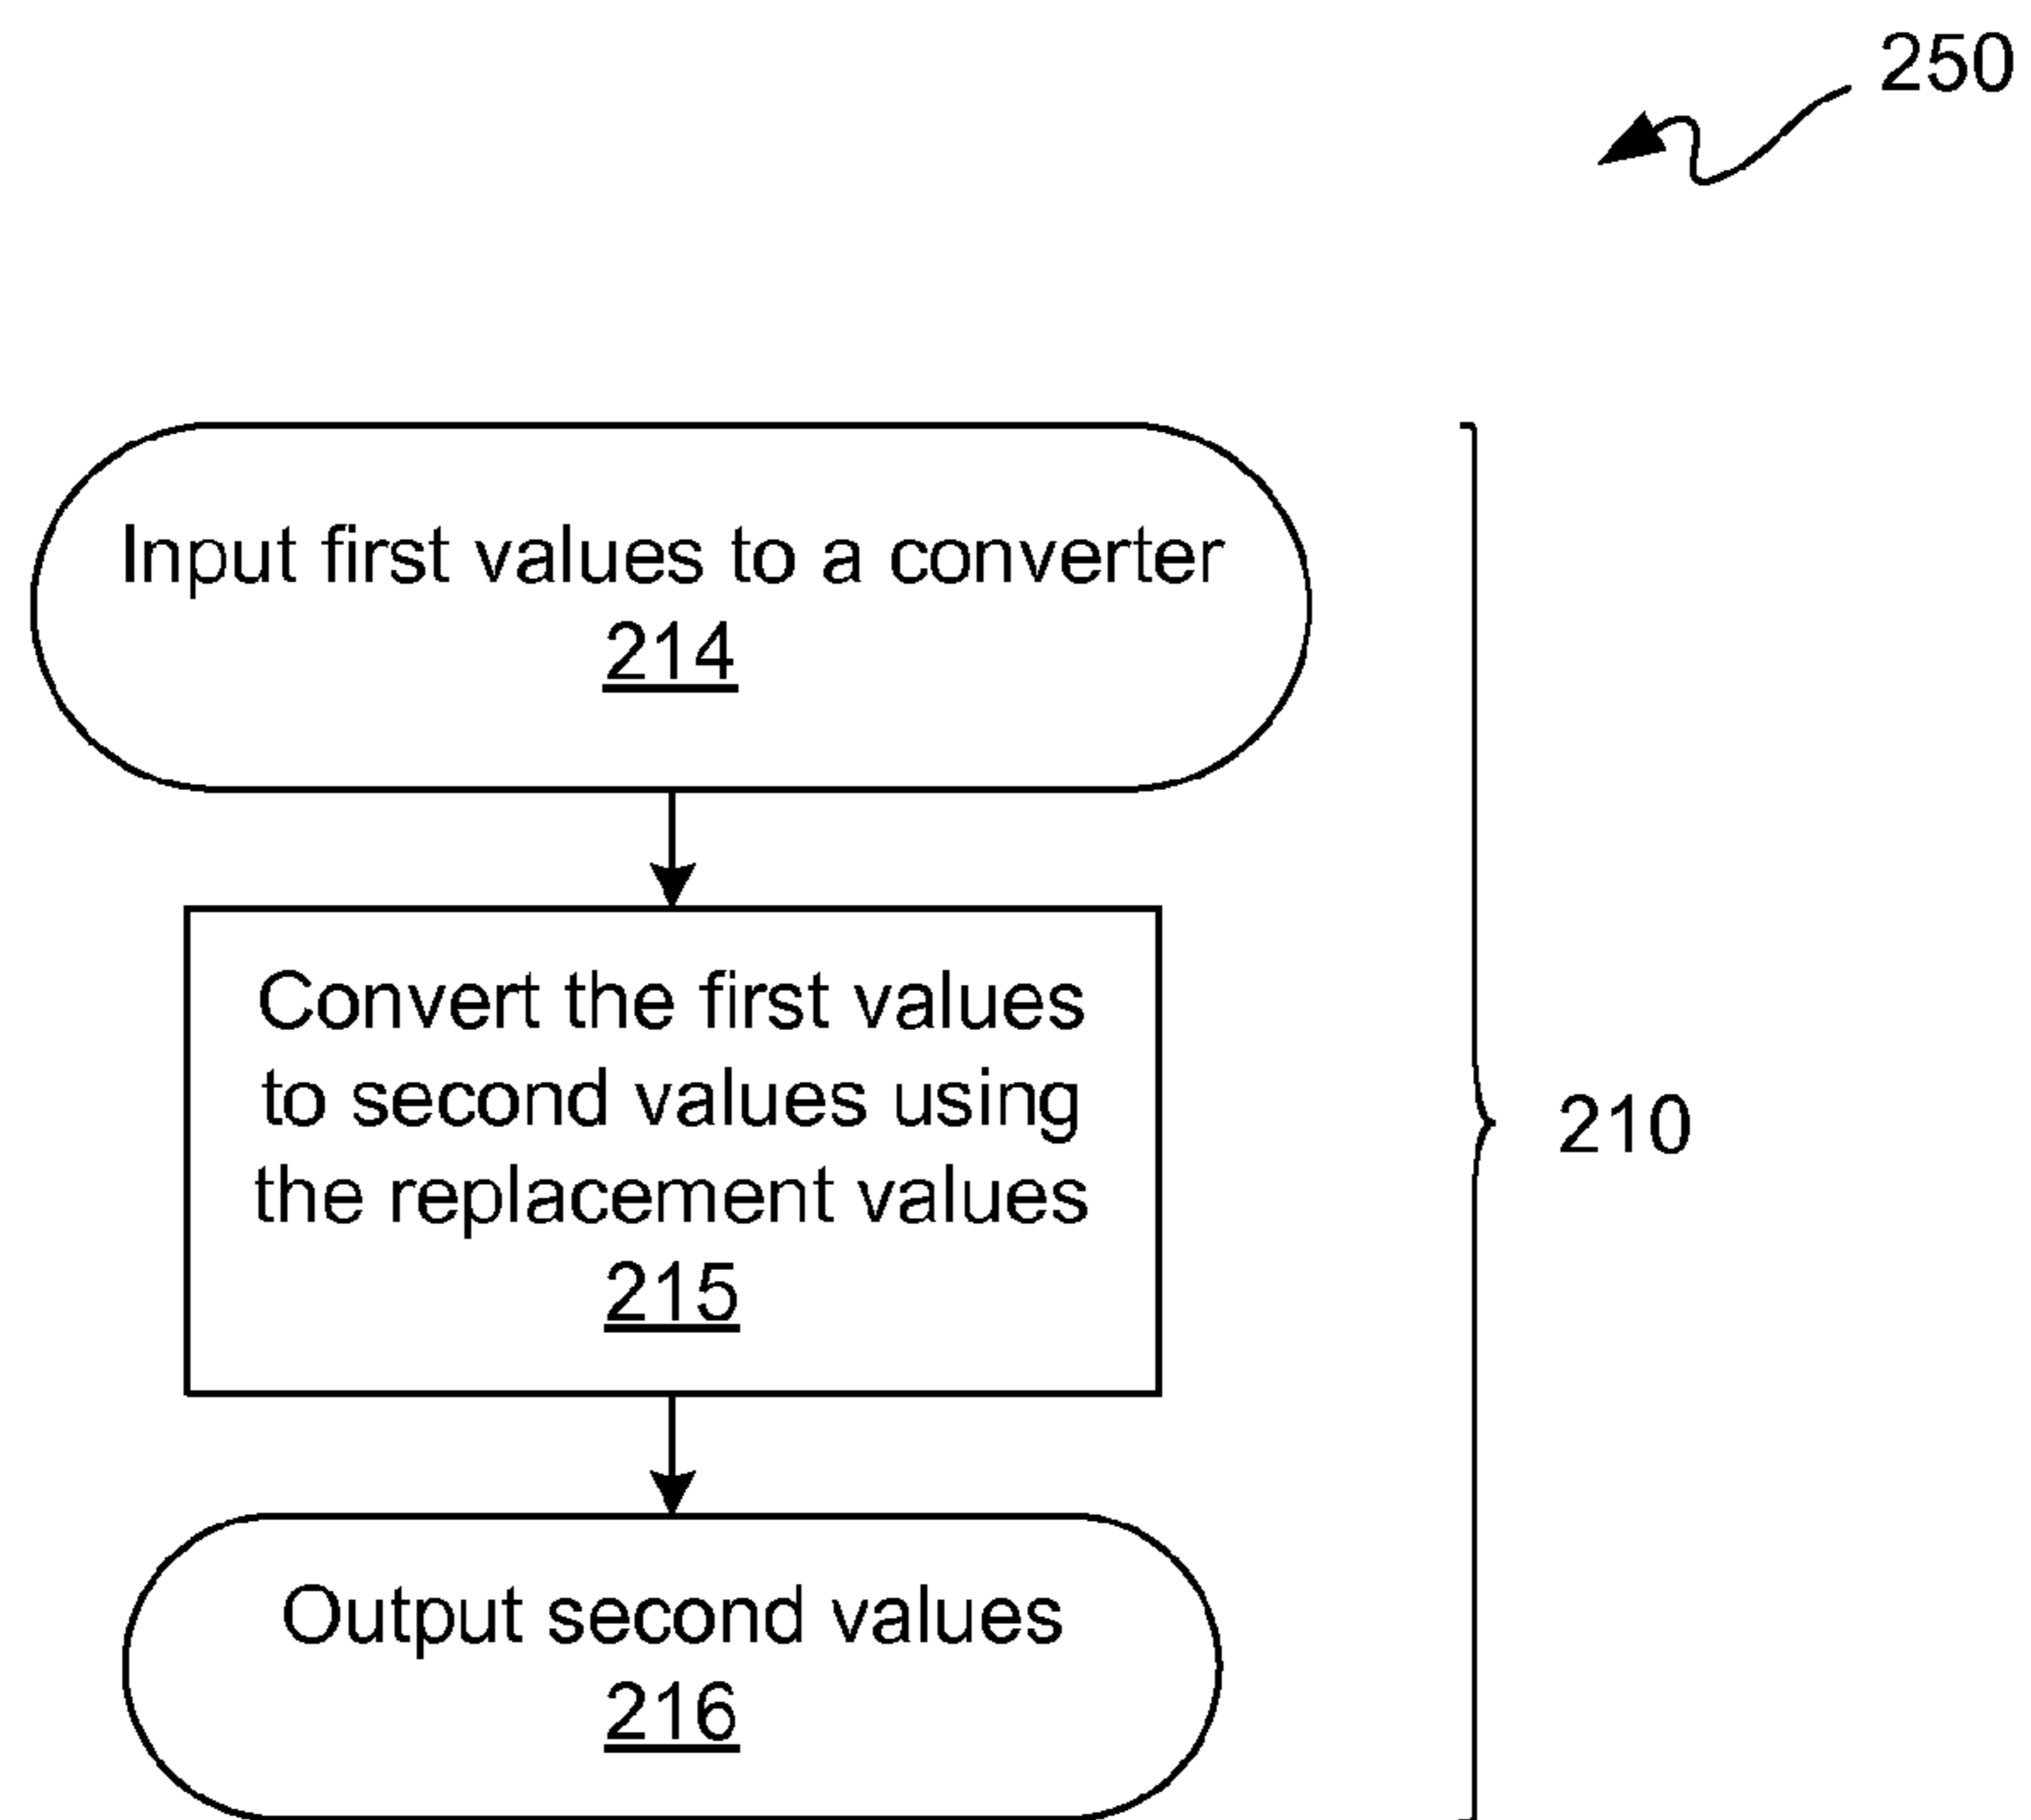 250
Input first values to a converter
214
Convert the first values
to second values using
the replacement values
215
210
Output second values
216